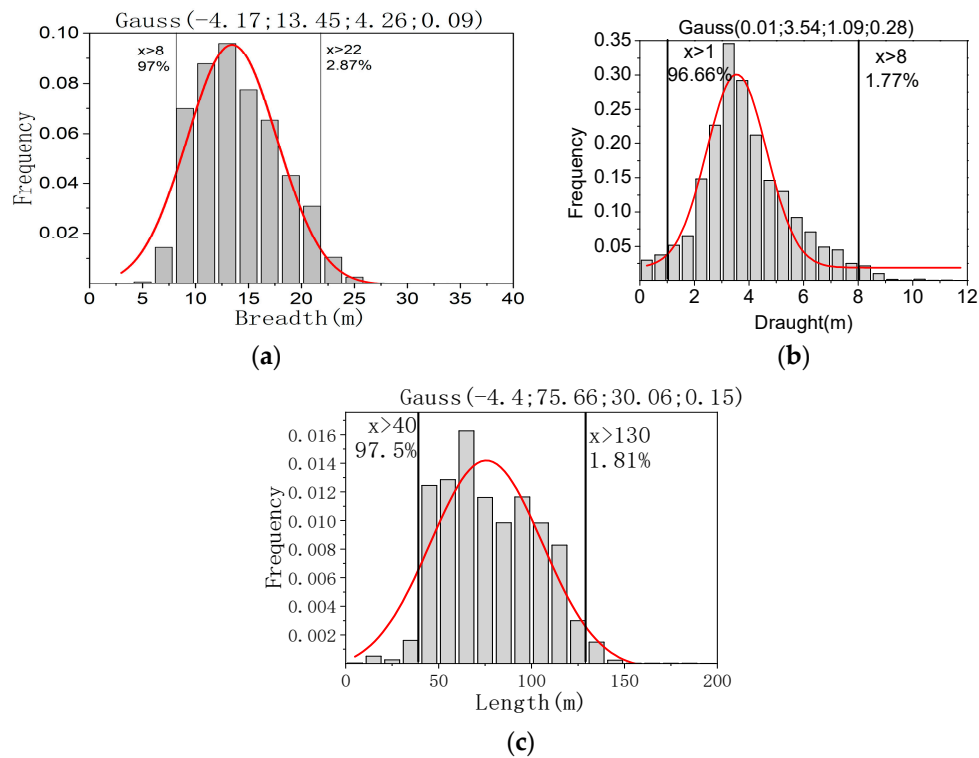 Gauss(-4.17;13.45;4.26;0.09)
0.10
0.08
0.06
0.04
0.02
Frequency
x>8
97%
x>22
2.87%
0 5 10 15 20 25 30 35 40
Breadth(m)
(a)
Gauss(0.01;3.54;1.09;0.28)
0.35
0.30
0.25
0.20
0.15
0.10
0.05
Frequency
x>1
96.66%
x>8
1.77%
0 2 4 6 8 10 12
Draught(m)
(b)
Gauss(-4.4;75.66;30.06;0.15)
0.016
0.014
0.012
0.010
0.008
0.006
0.004
0.002
Frequency
x>40
97.5%
x>130
1.81%
0 50 100 150 200
Length(m)
(c)